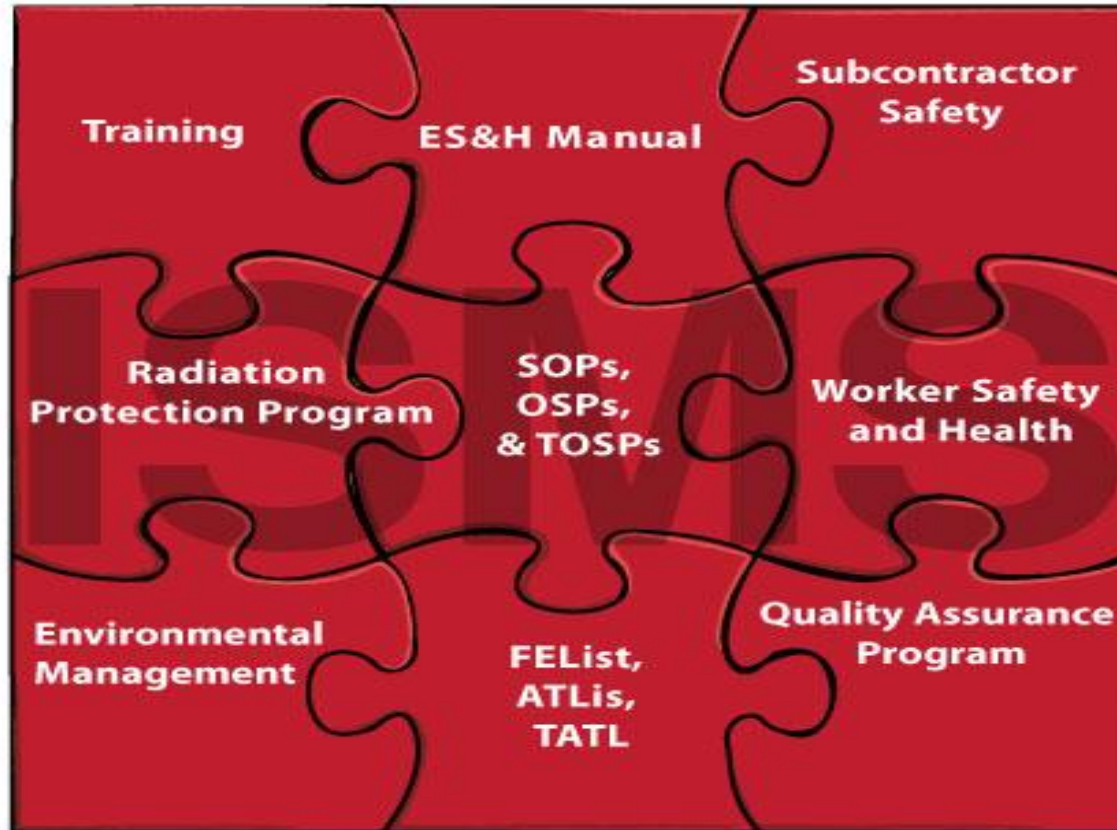 Training
ES&H Manual
Subcontractor
Safety
Radiation
Protection Program
SOPs,
OSPs,
& TOSPs
Worker Safety
and Health
ISMS
Environmental
Management
FEList,
ATLis,
TATL
Quality Assurance
Program